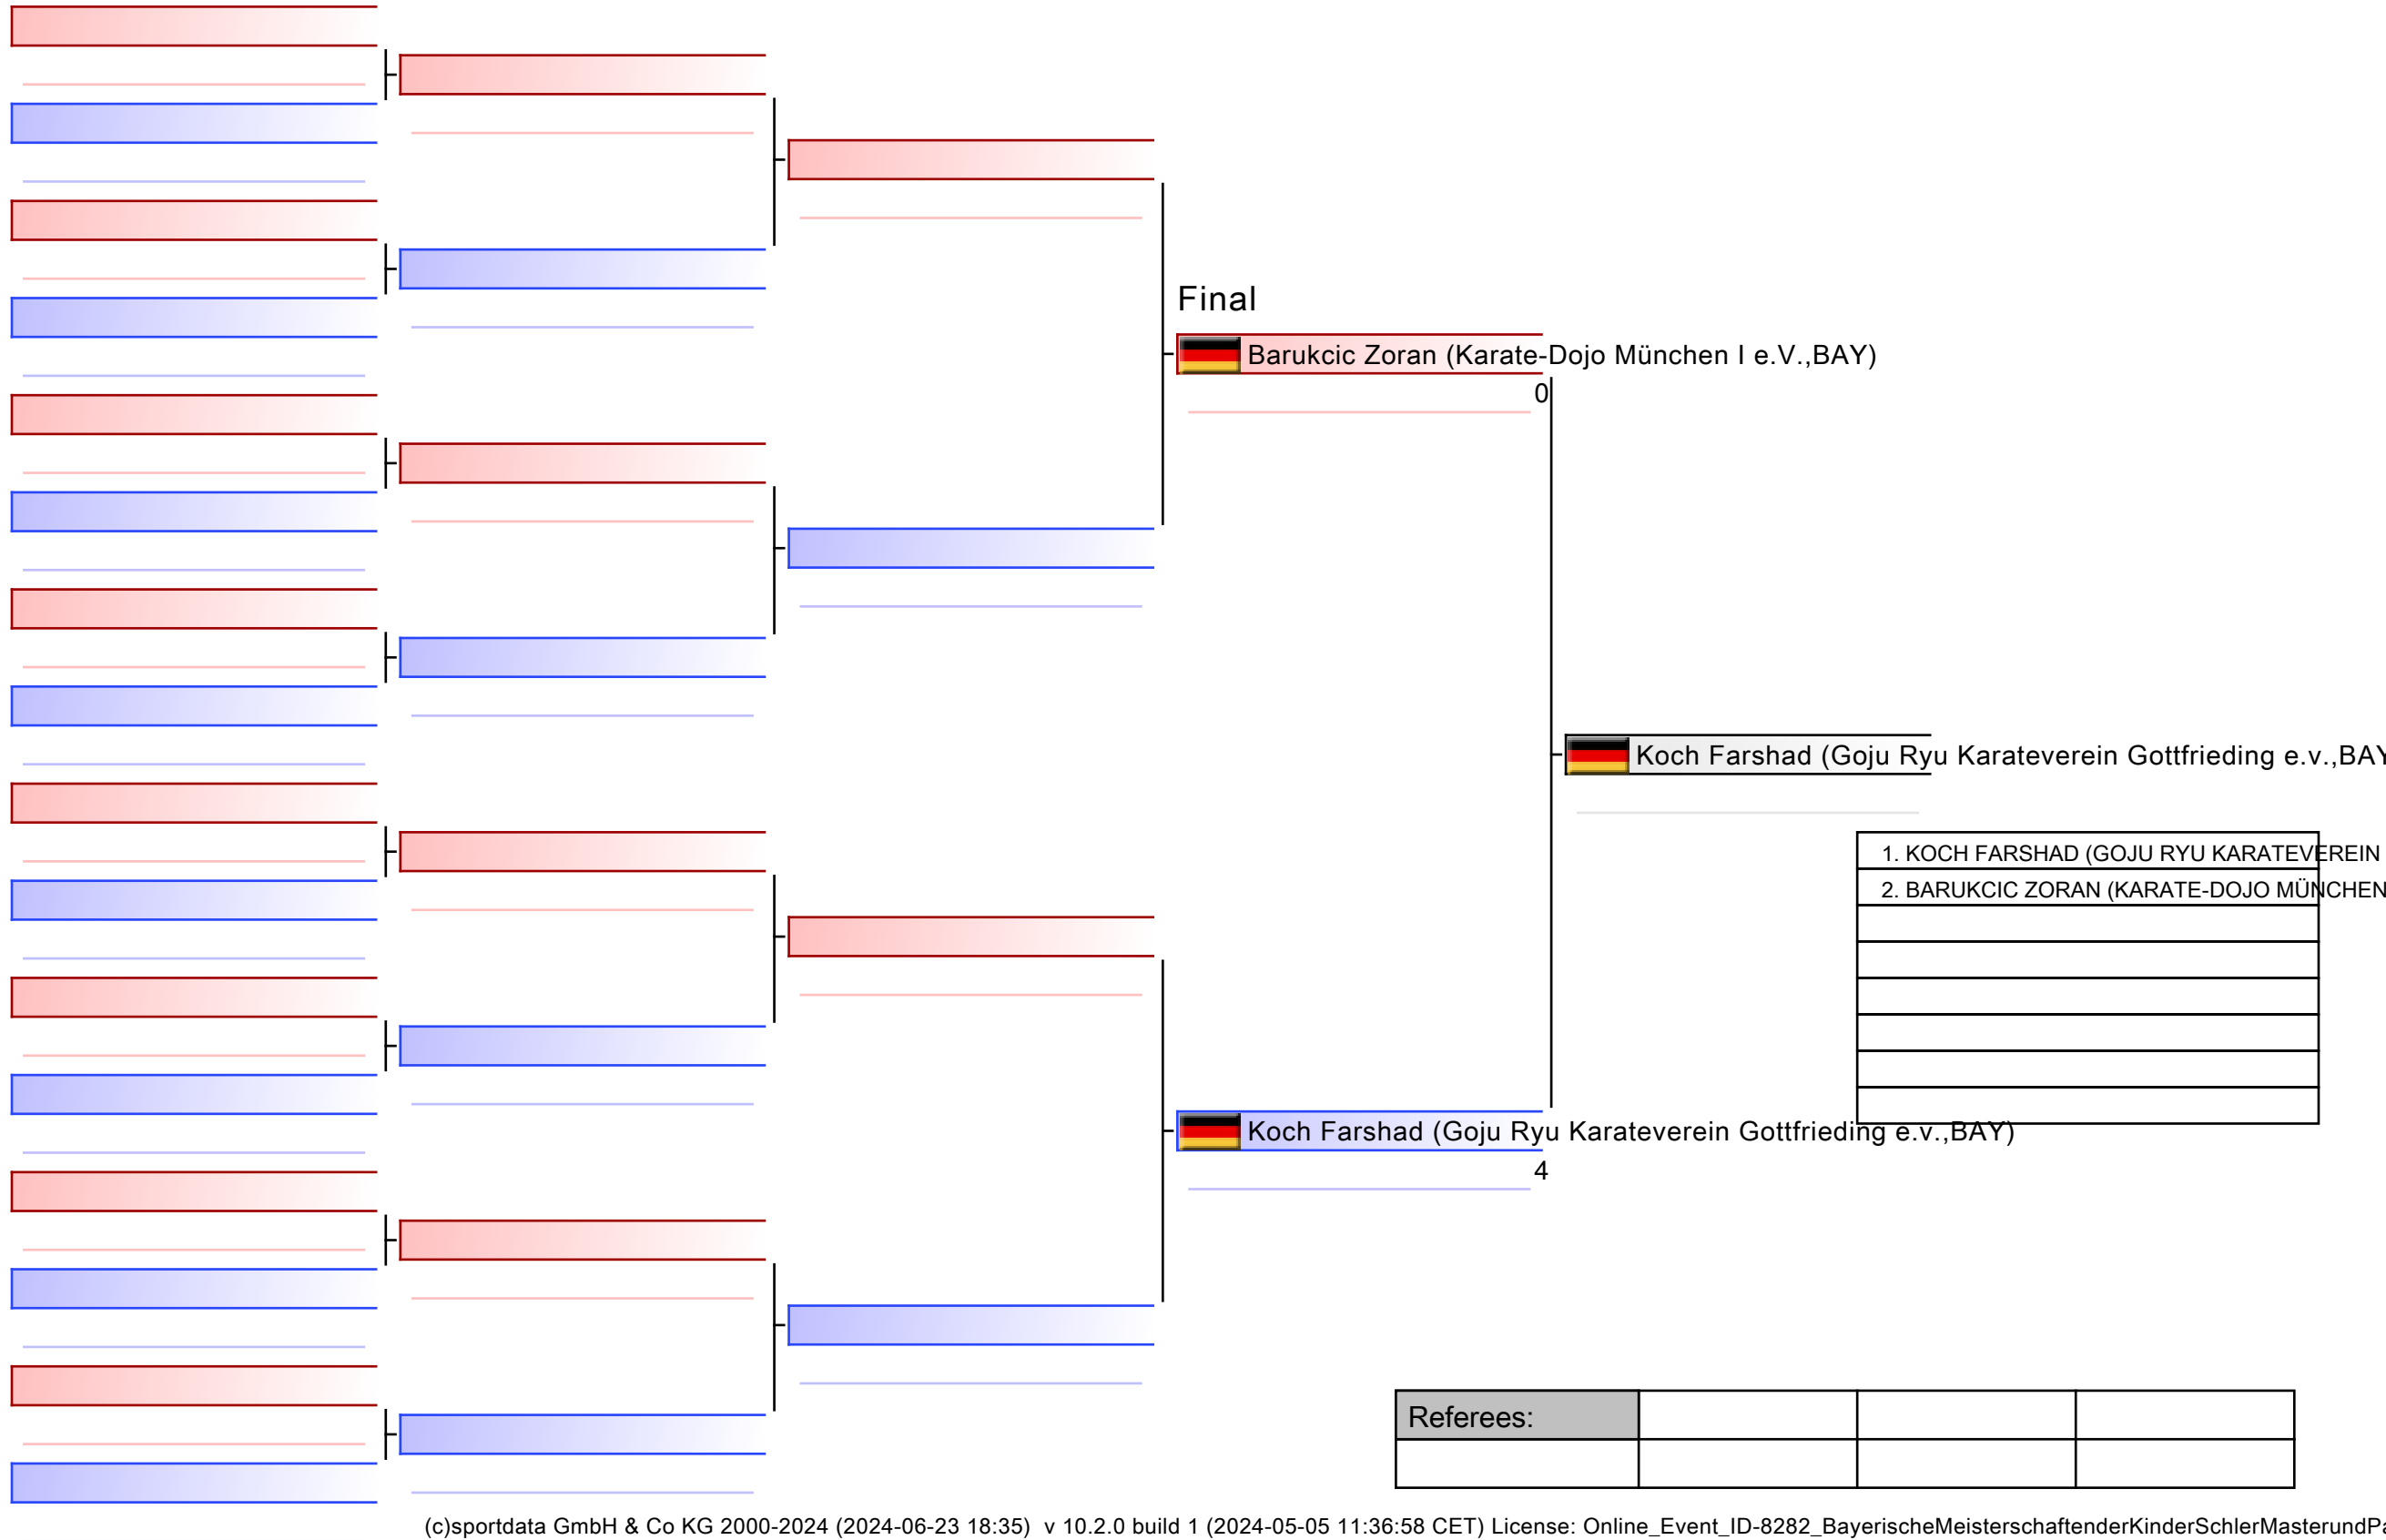 Final
Barukcic Zoran (Karate-Dojo München I e.V.,BAY)
0
Koch Farshad (Goju Ryu Karateverein Gottfrieding e.v.,BAY
1. KOCH FARSHAD (GOJU RYU KARATEVEREIN
2. BARUKCIC ZORAN (KARATE-DOJO MÜNCHEN
Koch Farshad (Goju Ryu Karateverein Gottfrieding e.v.,BAY)
4
Referees:
(c)sportdata GmbH & Co KG 2000-2024 (2024-06-23 18:35) v 10.2.0 build 1 (2024-05-05 11:36:58 CET) License: Online_Event_ID-8282_BayerischeMeisterschaftenderKinderSchlerMasterundPa